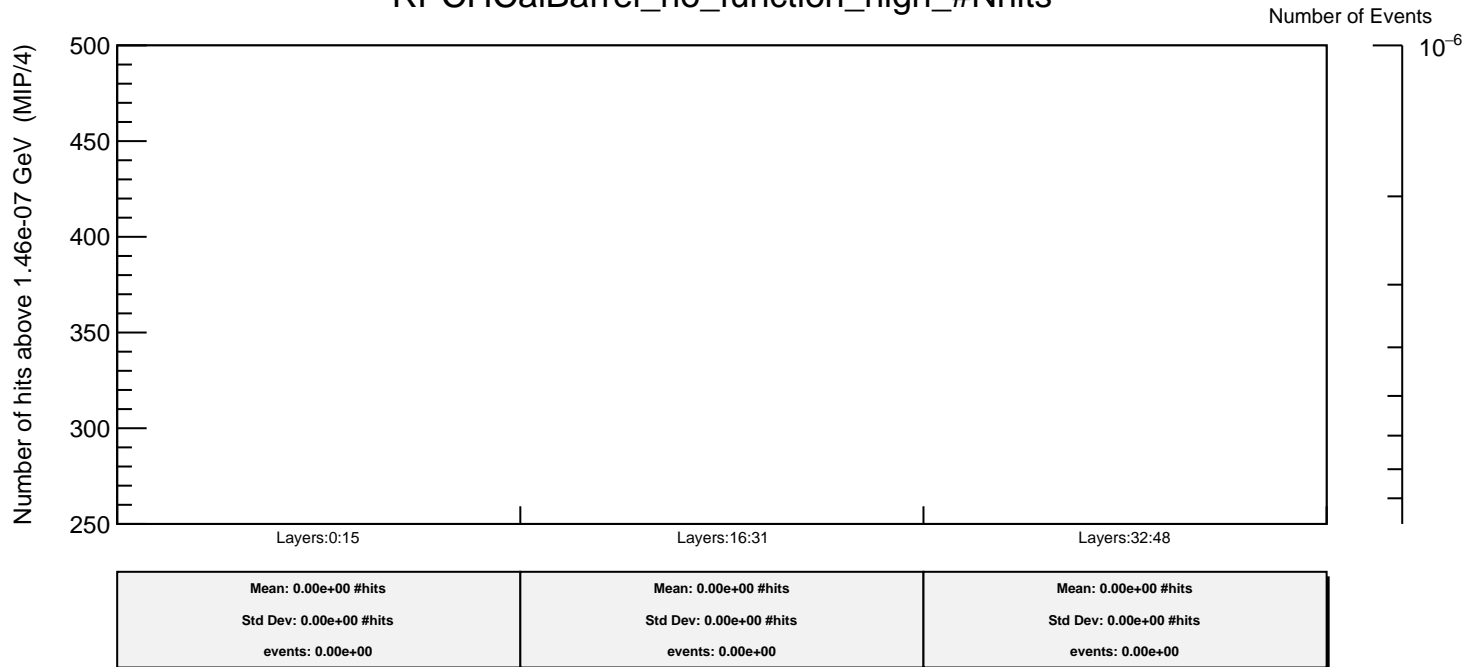 RPCHCalBarrel_no_function_high_#Nhits
Number of Events
10⁻⁶
Number of hits above 1.46e-07 GeV (MIP/4)
500
450
400
350
300
250
Layers:0:15
Layers:16:31
Layers:32:48
Mean: 0.00e+00 #hits
Std Dev: 0.00e+00 #hits
events: 0.00e+00
Mean: 0.00e+00 #hits
Std Dev: 0.00e+00 #hits
events: 0.00e+00
Mean: 0.00e+00 #hits
Std Dev: 0.00e+00 #hits
events: 0.00e+00